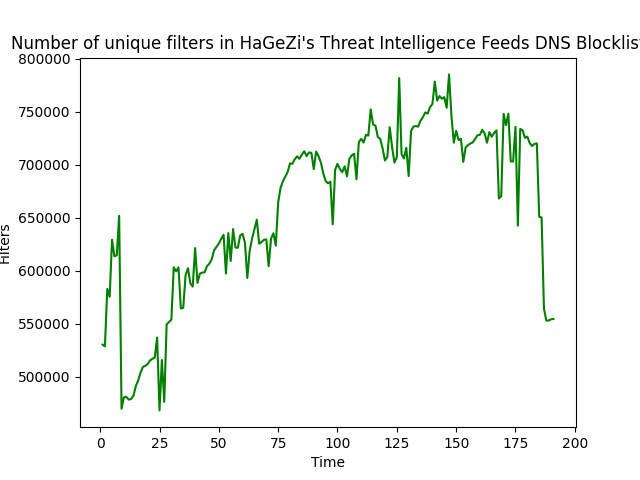 Number of unique filters in HaGeZi's Threat Intelligence Feeds DNS Blocklis
800000
750000
700000
650000
600000
550000
500000
Filters
0 25 50 75 100 125 150 175 200
Time